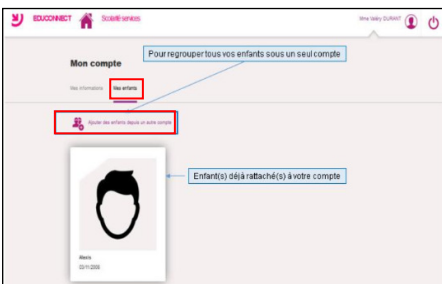 EDUCONNECT Scolarité services Mme Valéry DURANT
Pour regrouper tous vos enfants sous un seul compte
Mon compte
Mes informations Mes enfants
Ajouter des enfants depuis un autre compte
Enfant(s) déjà rattaché(s) à votre compte
Alexis
03/11/2003